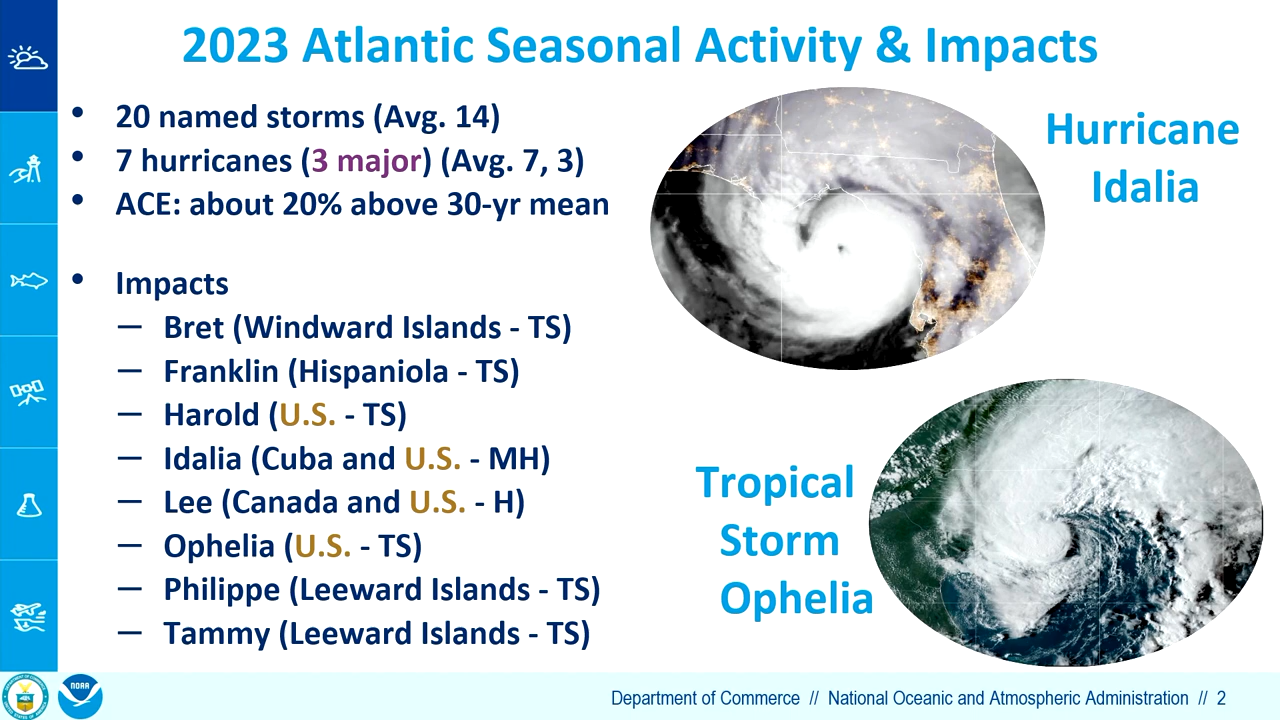 2023 Atlantic Seasonal Activity & Impacts
• 20 named storms (Avg. 14)
• 7 hurricanes (3 major) (Avg. 7, 3)
• ACE: about 20% above 30-yr mean
• Impacts
– Bret (Windward Islands - TS)
– Franklin (Hispaniola - TS)
– Harold (U.S. - TS)
– Idalia (Cuba and U.S. - MH)
– Lee (Canada and U.S. - H)
– Ophelia (U.S. - TS)
– Philippe (Leeward Islands - TS)
– Tammy (Leeward Islands - TS)
Hurricane
Idalia
Tropical
Storm
Ophelia
NOAA
Department of Commerce // National Oceanic and Atmospheric Administration // 2